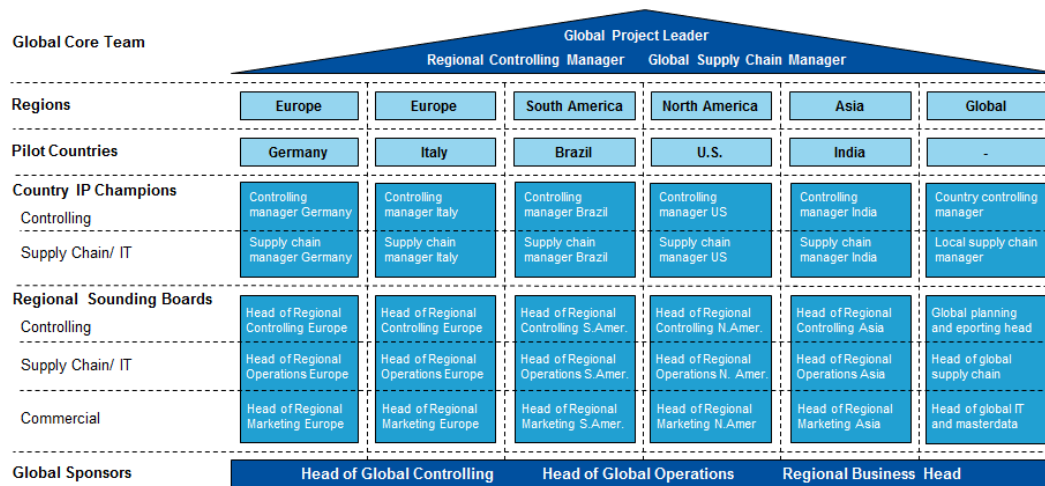 Global Core Team
Global Project Leader
Regional Controlling Manager Global Supply Chain Manager
Regions
Europe
Europe
South America
North America
Asia
Global
Pilot Countries
Germany
Italy
Brazil
U.S.
India
-
Country IP Champions
Controlling
Controlling
manager Germany
Controlling
manager Italy
Controlling
manager Brazil
Controlling
manager US
Controlling
manager India
Country controlling
manager
Supply Chain/ IT
Supply chain
manager Germany
Supply chain
manager Italy
Supply chain
manager Brazil
Supply chain
manager US
Supply chain
manager India
Local supply chain
manager
Regional Sounding Boards
Controlling
Head of Regional
Controlling Europe
Head of Regional
Controlling Europe
Head of Regional
Controlling S.Amer.
Head of Regional
Controlling N.Amer.
Head of Regional
Controlling Asia
Global planning
and eporting head
Supply Chain/ IT
Head of Regional
Operations Europe
Head of Regional
Operations Europe
Head of Regional
Operations S.Amer.
Head of Regional
Operations N. Amer.
Head of Regional
Operations Asia
Head of global
supply chain
Commercial
Head of Regional
Marketing Europe
Head of Regional
Marketing Europe
Head of Regional
Marketing S.Amer.
Head of Regional
Marketing N.Amer
Head of Regional
Marketing Asia
Head of global IT
and masterdata
Global Sponsors
Head of Global Controlling
Head of Global Operations
Regional Business Head